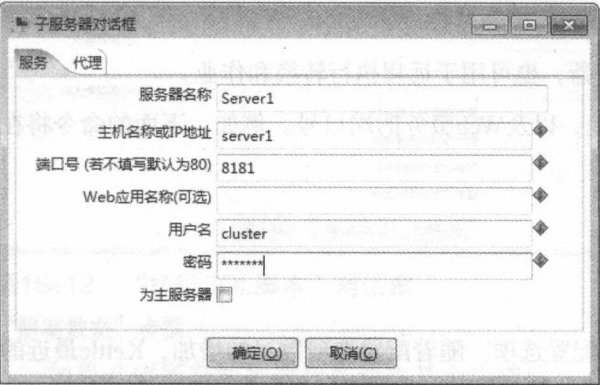 子服务器对话框
服务 代理
服务器名称 Server1
主机名称或IP地址 server1
端口号 (若不填写默认为80) 8181
Web应用名称(可选)
用户名 cluster
密码 *******
为主服务器
确定(O) 取消(C)